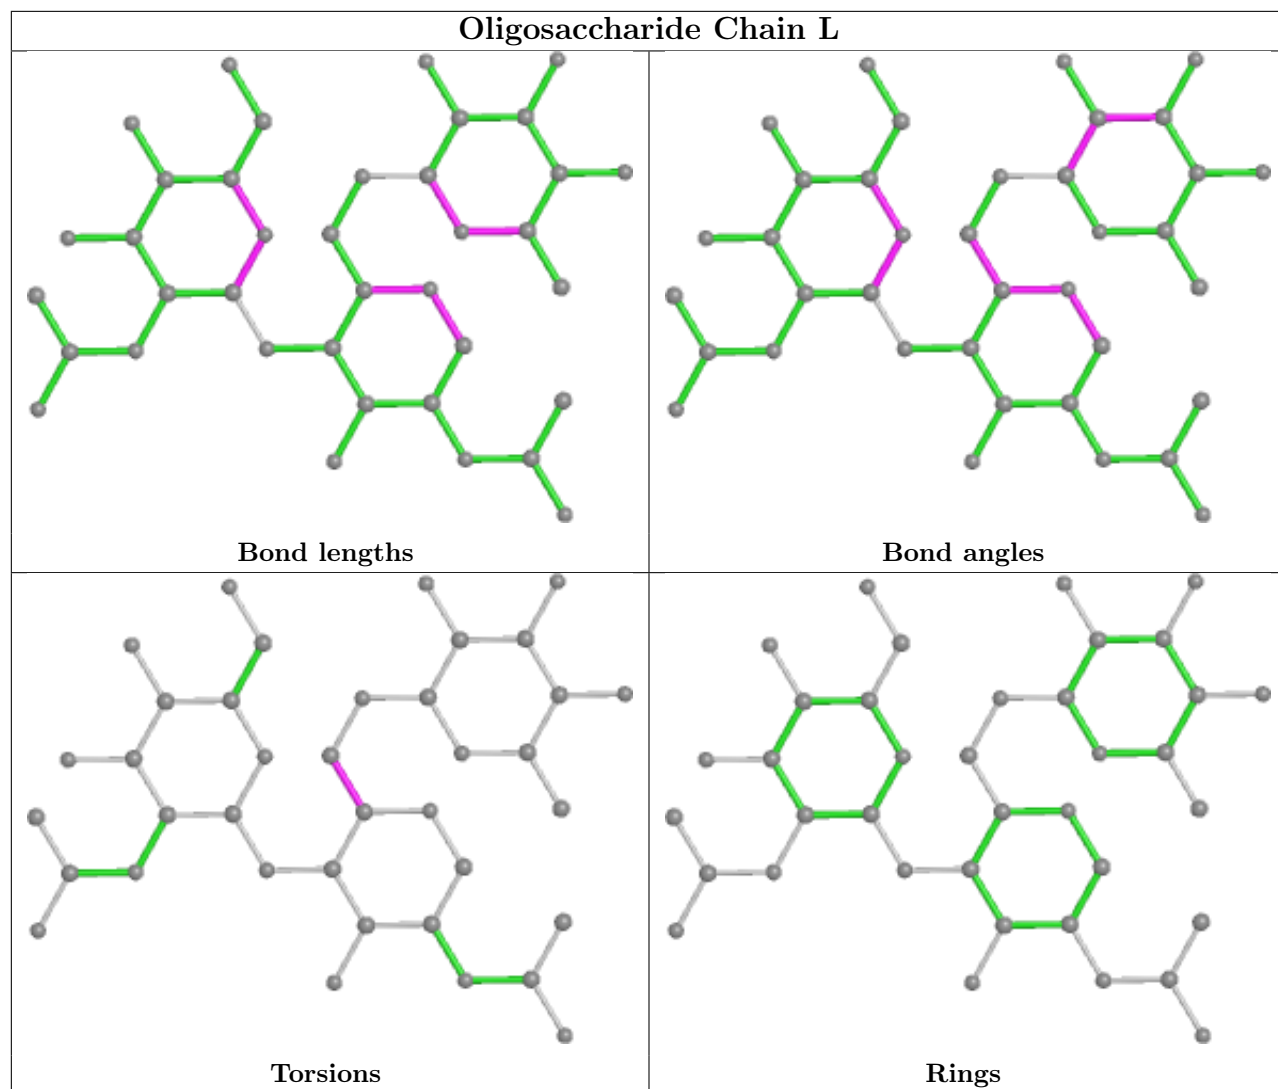 Oligosaccharide Chain L
Bond lengths
Bond angles
Torsions
Rings